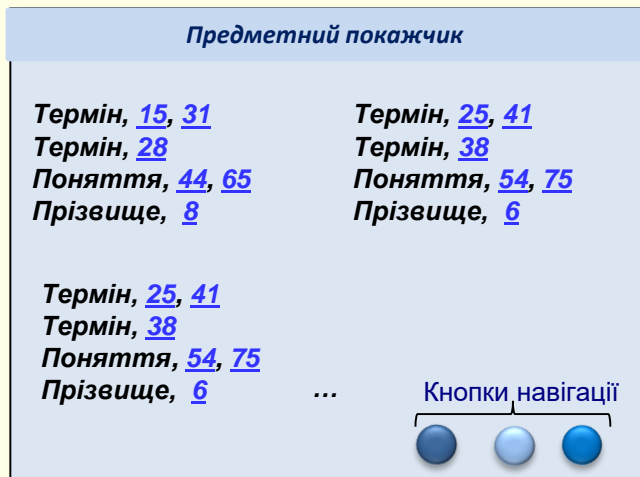 Предметний покажчик
Термін, 15, 31
Термін, 28
Поняття, 44, 65
Прізвище, 8
Термін, 25, 41
Термін, 38
Поняття, 54, 75
Прізвище, 6
Термін, 25, 41
Термін, 38
Поняття, 54, 75
Прізвище, 6
...
Кнопки навігації